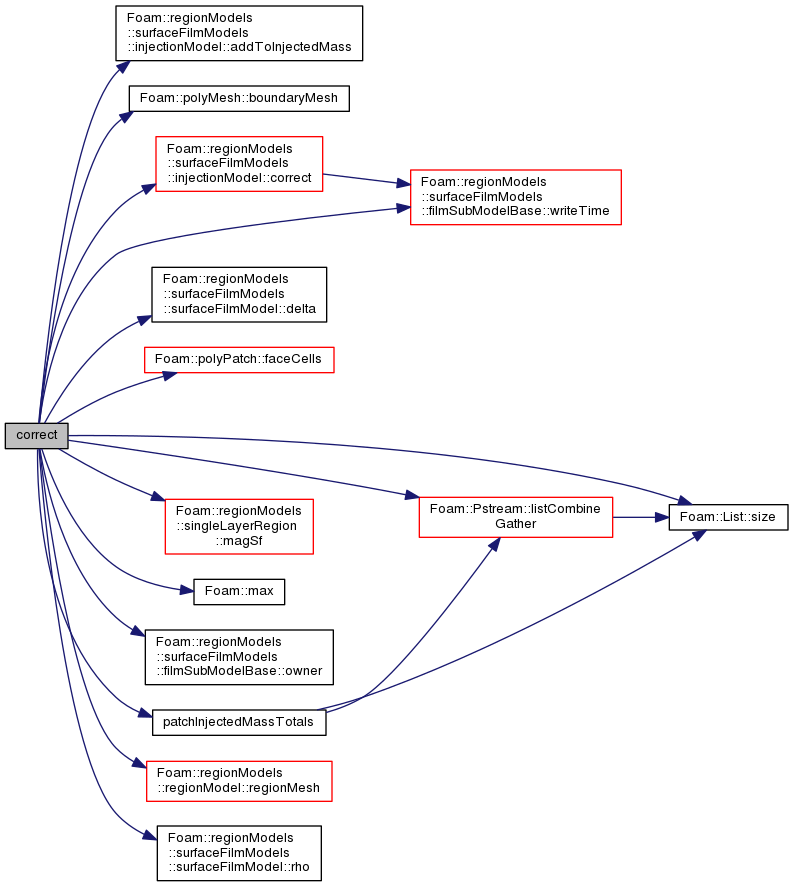 Foam::regionModels
::surfaceFilmModels
::injectionModel::addToInjectedMass
Foam::polyMesh::boundaryMesh
Foam::regionModels
::surfaceFilmModels
::injectionModel::correct
Foam::regionModels
::surfaceFilmModels
::filmSubModelBase::writeTime
Foam::regionModels
::surfaceFilmModels
::surfaceFilmModel::delta
Foam::polyPatch::faceCells
correct
Foam::regionModels
::singleLayerRegion
::magSf
Foam::Pstream::listCombine
Gather
Foam::List::size
Foam::max
Foam::regionModels
::surfaceFilmModels
::filmSubModelBase::owner
patchInjectedMassTotals
Foam::regionModels
::regionModel::regionMesh
Foam::regionModels
::surfaceFilmModels
::surfaceFilmModel::rho